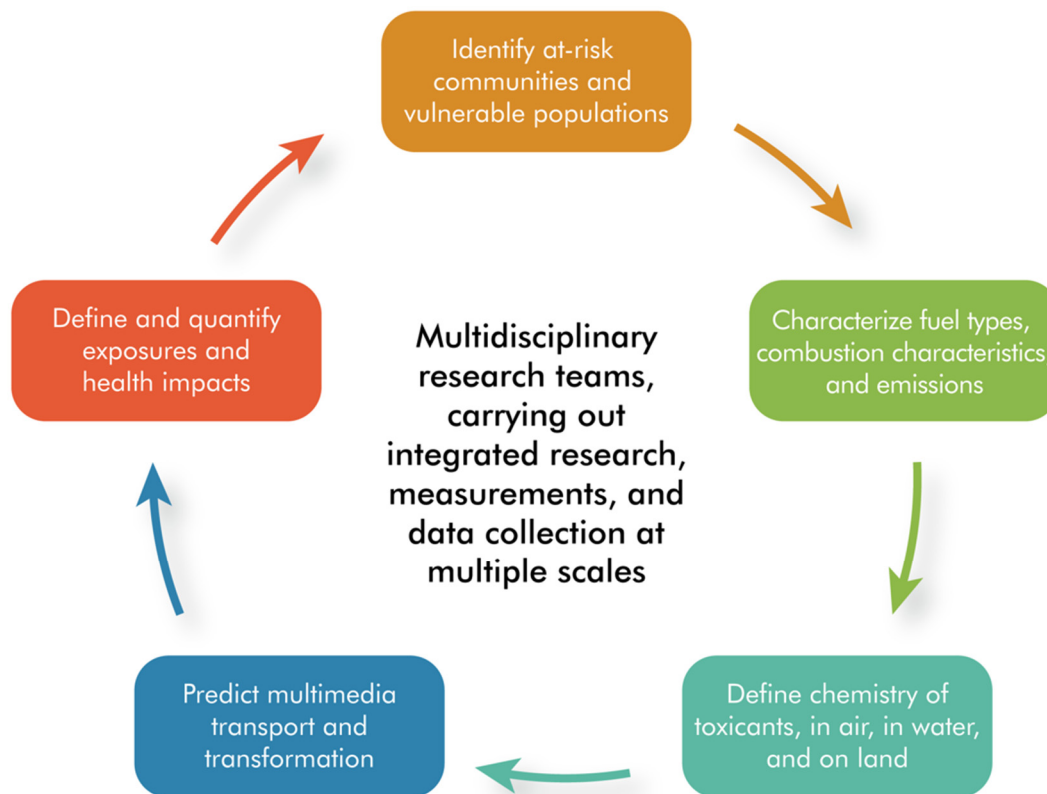 Identify at-risk
communities and
vulnerable populations
Characterize fuel types,
combustion characteristics
and emissions
Define chemistry of
toxicants, in air, in water,
and on land
Predict multimedia
transport and
transformation
Define and quantify
exposures and
health impacts
Multidisciplinary
research teams,
carrying out
integrated research,
measurements, and
data collection at
multiple scales